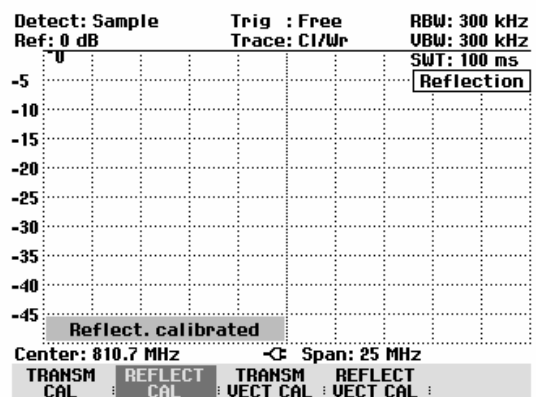 Detect: Sample Trig : Free RBW: 300 kHz
Ref: 0 dB Trace: Cl/Wr VBW: 300 kHz
SWT: 100 ms
Reflection
-5
-10
-15
-20
-25
-30
-35
-40
-45
Reflect. calibrated
Center: 810.7 MHz Span: 25 MHz
TRANSM REFLECT TRANSM REFLECT
CAL CAL VECT CAL VECT CAL